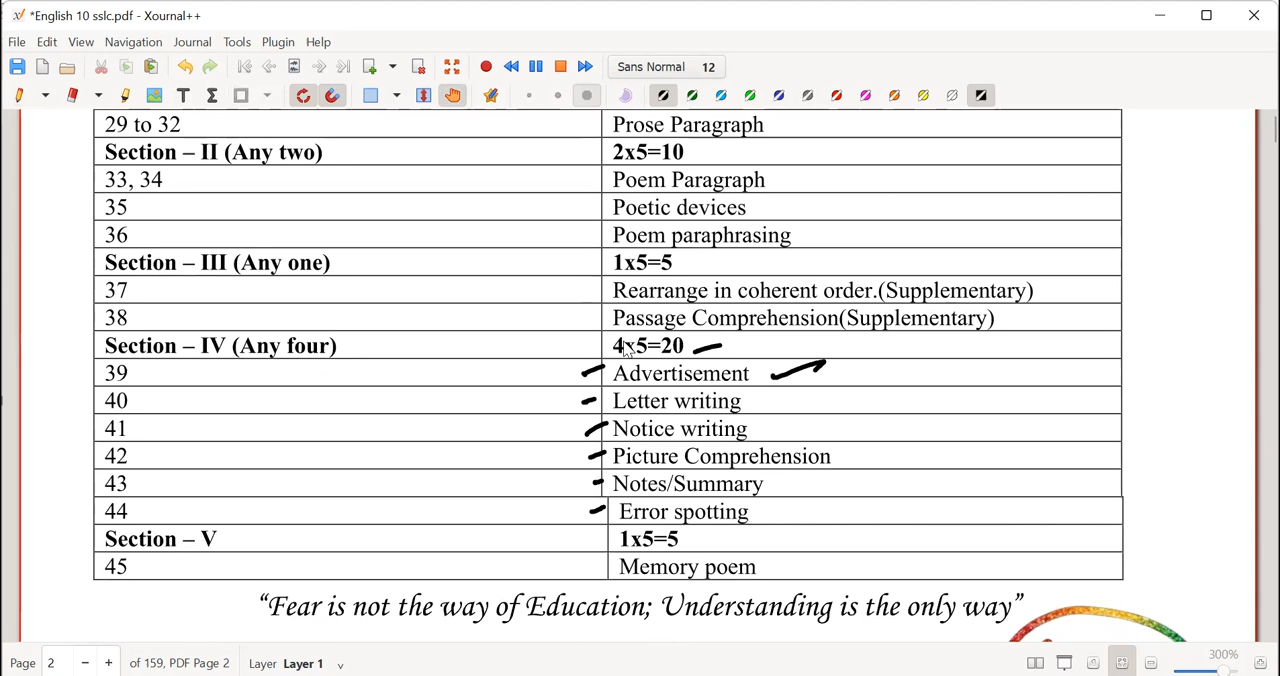 *English 10 sslc.pdf - Xournal++
File Edit View Navigation Journal Tools Plugin Help
Sans Normal 12
29 to 32 Prose Paragraph
Section – II (Any two) 2x5=10
33, 34 Poem Paragraph
35 Poetic devices
36 Poem paraphrasing
Section – III (Any one) 1x5=5
37 Rearrange in coherent order.(Supplementary)
38 Passage Comprehension(Supplementary)
Section – IV (Any four) 4x5=20
39 Advertisement
40 Letter writing
41 Notice writing
42 Picture Comprehension
43 Notes/Summary
44 Error spotting
Section – V 1x5=5
45 Memory poem
“Fear is not the way of Education; Understanding is the only way”
Page 2 - + of 159, PDF Page 2 Layer Layer 1 300%